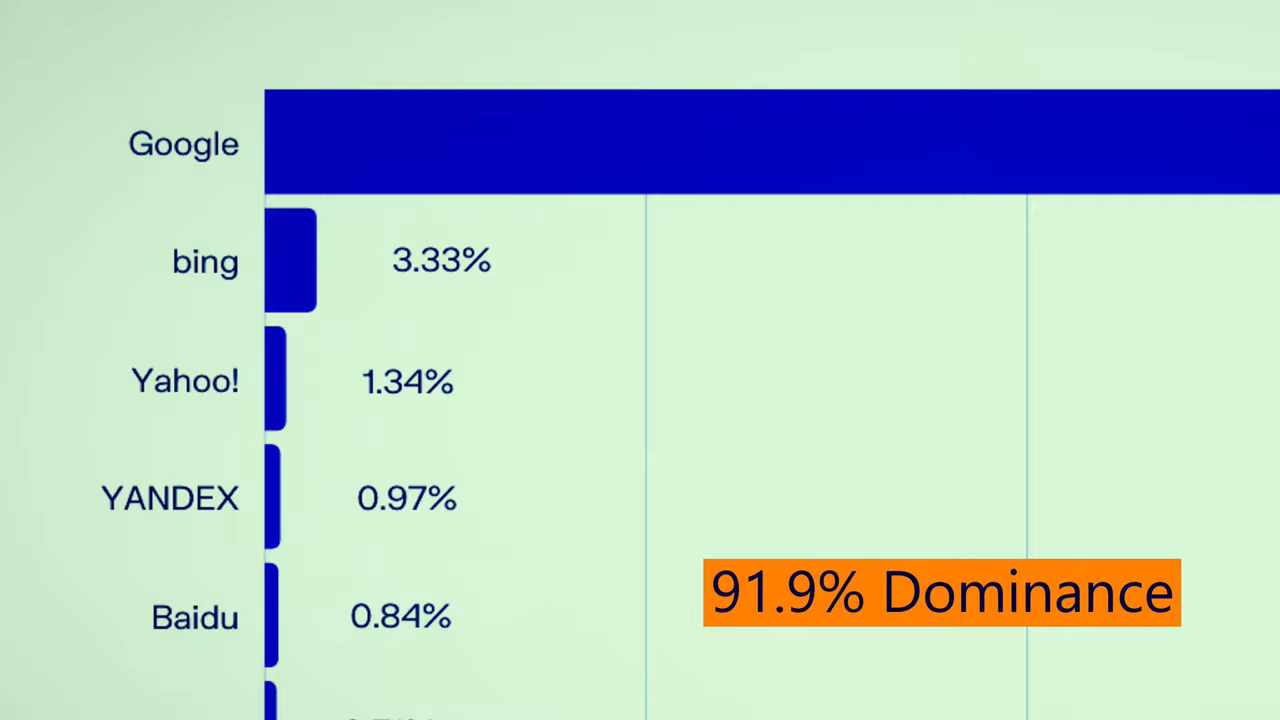 Google
bing 3.33%
Yahoo! 1.34%
YANDEX 0.97%
91.9% Dominance
Baidu 0.84%